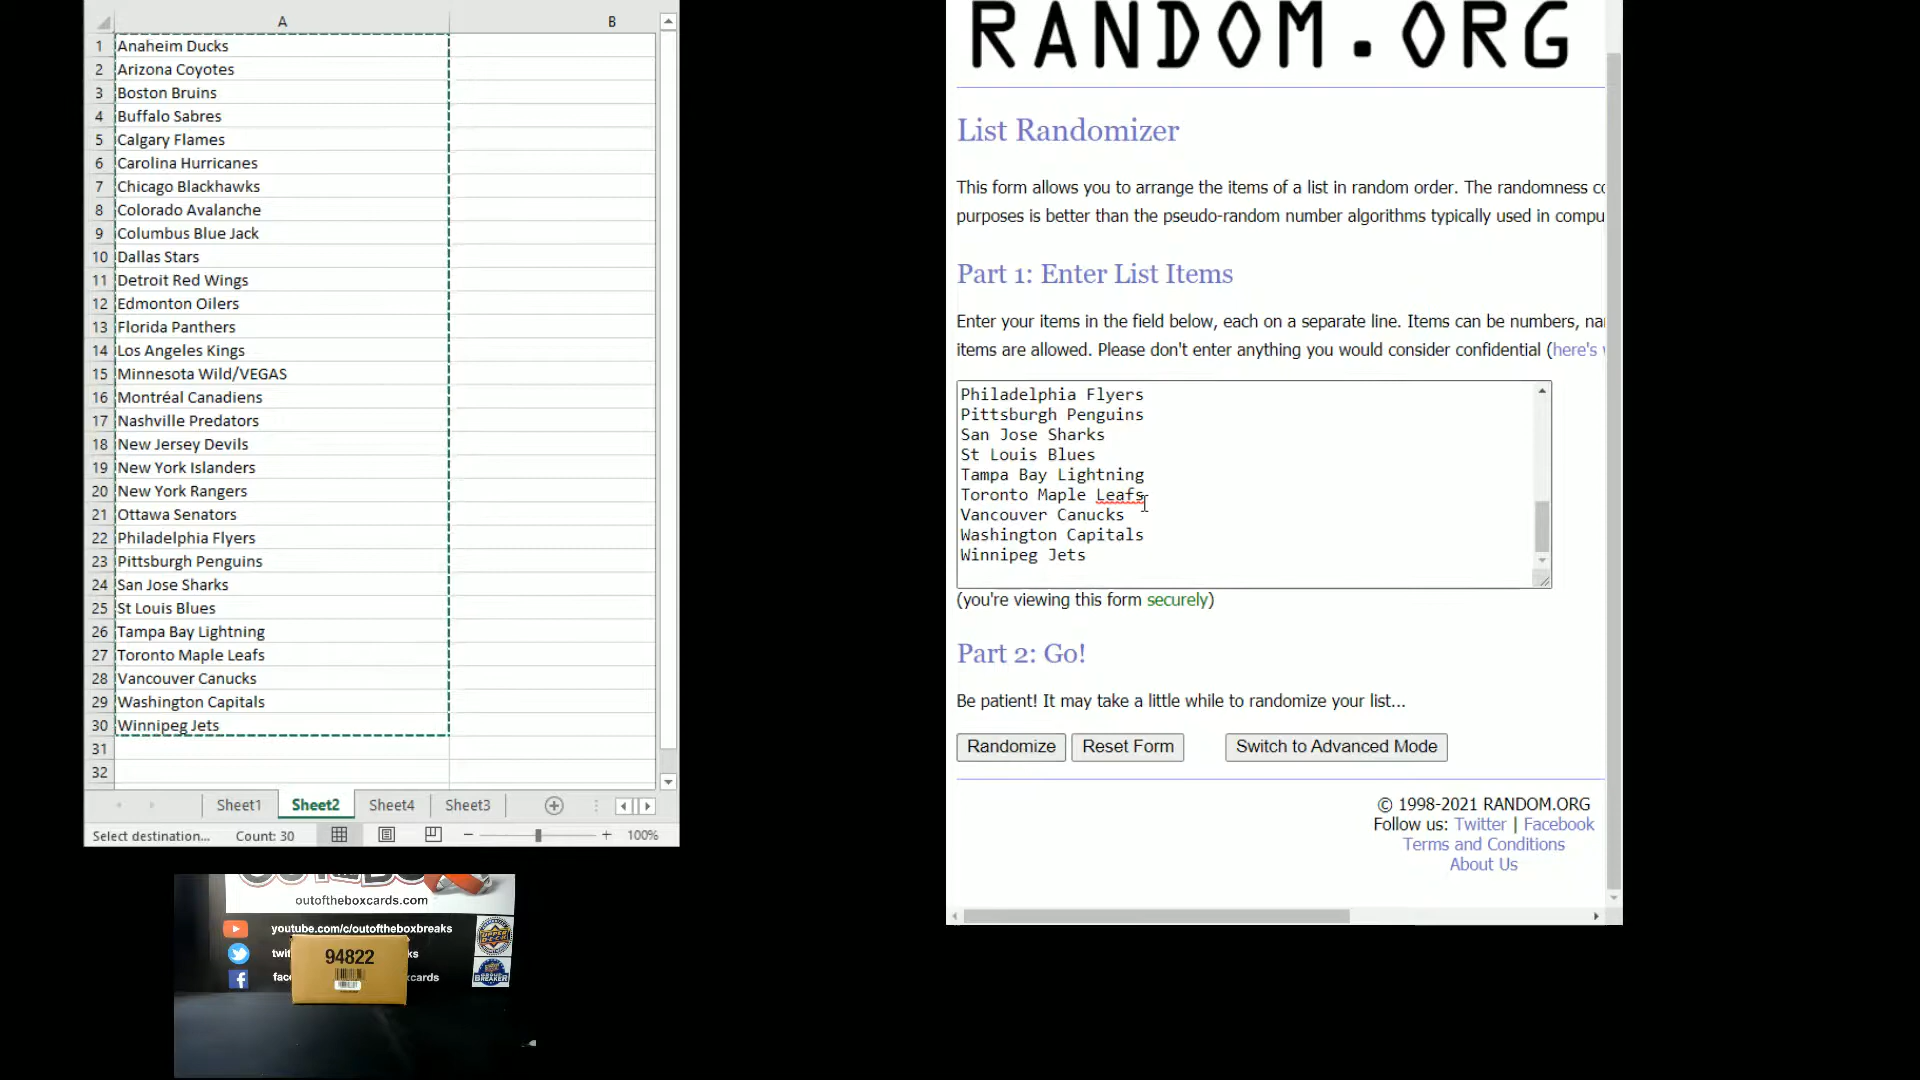 A
B
1 Anaheim Ducks
2 Arizona Coyotes
3 Boston Bruins
4 Buffalo Sabres
5 Calgary Flames
6 Carolina Hurricanes
7 Chicago Blackhawks
8 Colorado Avalanche
9 Columbus Blue Jack
10 Dallas Stars
11 Detroit Red Wings
12 Edmonton Oilers
13 Florida Panthers
14 Los Angeles Kings
15 Minnesota Wild/VEGAS
16 Montréal Canadiens
17 Nashville Predators
18 New Jersey Devils
19 New York Islanders
20 New York Rangers
21 Ottawa Senators
22 Philadelphia Flyers
23 Pittsburgh Penguins
24 San Jose Sharks
25 St Louis Blues
26 Tampa Bay Lightning
27 Toronto Maple Leafs
28 Vancouver Canucks
29 Washington Capitals
30 Winnipeg Jets
31
32
Sheet1 Sheet2 Sheet4 Sheet3
Select destination... Count: 30 100%
outoftheboxcards.com
youtube.com/c/outoftheboxbreaks
94822
RANDOM.ORG
List Randomizer
This form allows you to arrange the items of a list in random order. The randomness
purposes is better than the pseudo-random number algorithms typically used in
Part 1: Enter List Items
Enter your items in the field below, each on a separate line. Items can be numbers,
items are allowed. Please don't enter anything you would consider confidential (here's
Philadelphia Flyers
Pittsburgh Penguins
San Jose Sharks
St Louis Blues
Tampa Bay Lightning
Toronto Maple Leafs
Vancouver Canucks
Washington Capitals
Winnipeg Jets
(you're viewing this form securely)
Part 2: Go!
Be patient! It may take a little while to randomize your list...
Randomize Reset Form Switch to Advanced Mode
© 1998-2021 RANDOM.ORG
Follow us: Twitter | Facebook
Terms and Conditions
About Us